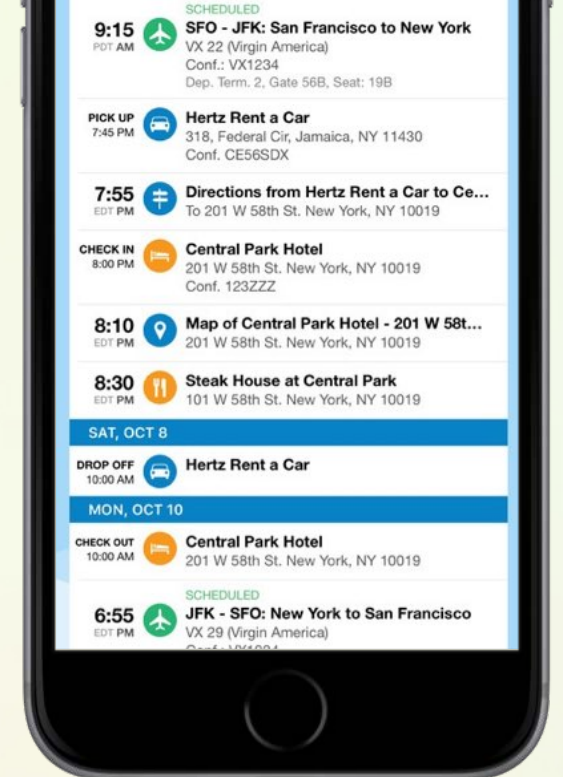 SCHEDULED
9:15 SFO - JFK: San Francisco to New York
PDT AM VX 22 (Virgin America)
Conf.: VX1234
Dep. Term. 2, Gate 56B, Seat: 19B
PICK UP Hertz Rent a Car
7:45 PM 318, Federal Cir, Jamaica, NY 11430
Conf. CE56SDX
7:55 Directions from Hertz Rent a Car to Ce...
EDT PM To 201 W 58th St. New York, NY 10019
CHECK IN Central Park Hotel
8:00 PM 201 W 58th St. New York, NY 10019
Conf. 123ZZZ
8:10 Map of Central Park Hotel - 201 W 58t...
EDT PM 201 W 58th St. New York, NY 10019
8:30 Steak House at Central Park
EDT PM 101 W 58th St. New York, NY 10019
SAT, OCT 8
DROP OFF Hertz Rent a Car
10:00 AM
MON, OCT 10
CHECK OUT Central Park Hotel
10:00 AM 201 W 58th St. New York, NY 10019
SCHEDULED
6:55 JFK - SFO: New York to San Francisco
EDT PM VX 29 (Virgin America)